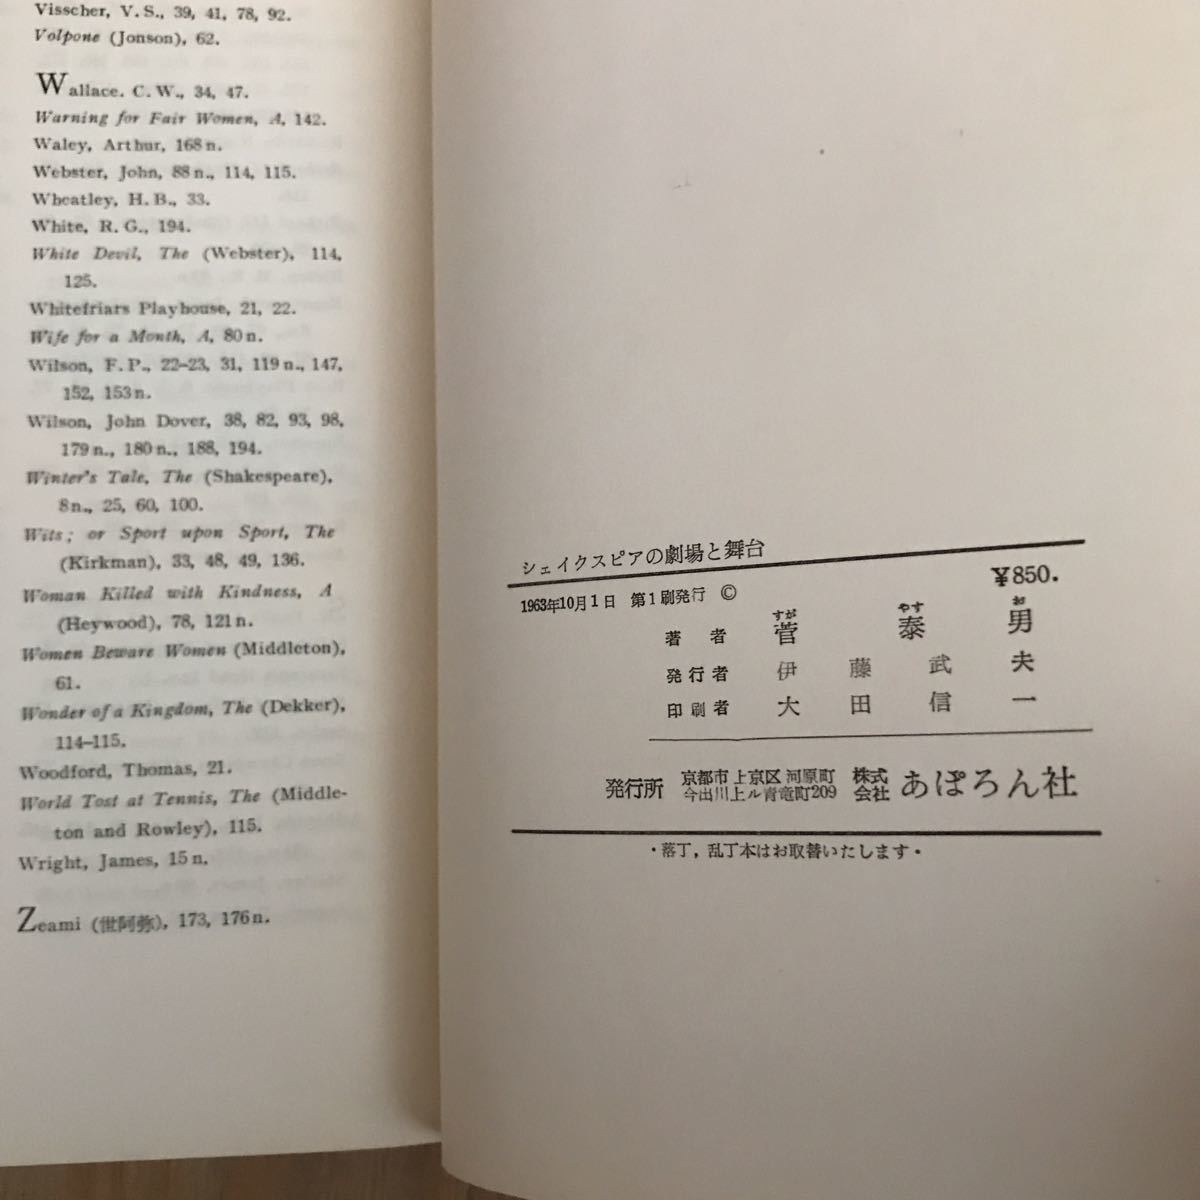 Visscher, V. S., 39, 41, 78, 92.
Volpone (Jonson), 62.
Wallace. C. W., 34, 47.
Warning for Fair Women, A, 142.
Waley, Arthur, 168 n.
Webster, John, 88 n., 114, 115.
Wheatley, H. B., 33.
White, R. G., 194.
White Devil, The (Webster), 114,
125.
Whitefriars Playhouse, 21, 22.
Wife for a Month, A, 80 n.
Wilson, F. P., 22–23, 31, 119 n., 147,
152, 153 n.
Wilson, John Dover, 38, 82, 93, 98,
179 n., 180 n., 188, 194.
Winter's Tale, The (Shakespeare),
8 n., 25, 60, 100.
Wits; or Sport upon Sport, The
(Kirkman), 33, 48, 49, 136.
Woman Killed with Kindness, A
(Heywood), 78, 121 n.
Women Beware Women (Middleton),
61.
Wonder of a Kingdom, The (Dekker),
114–115.
Woodford, Thomas, 21.
World Tost at Tennis, The (Middle-
ton and Rowley), 115.
Wright, James, 15 n.
Zeami (世阿弥), 173, 176 n.
シェイクスピアの劇場と舞台
¥850.
1963年10月1日 第1刷発行 ©
すが やす お
著者 菅 泰 男
発行者 伊藤武夫
印刷者 大田信一
発行所 京都市上京区河原町 株式 あぽろん社
今出川上ル青竜町209 会社
・落丁，乱丁本はお取替いたします・